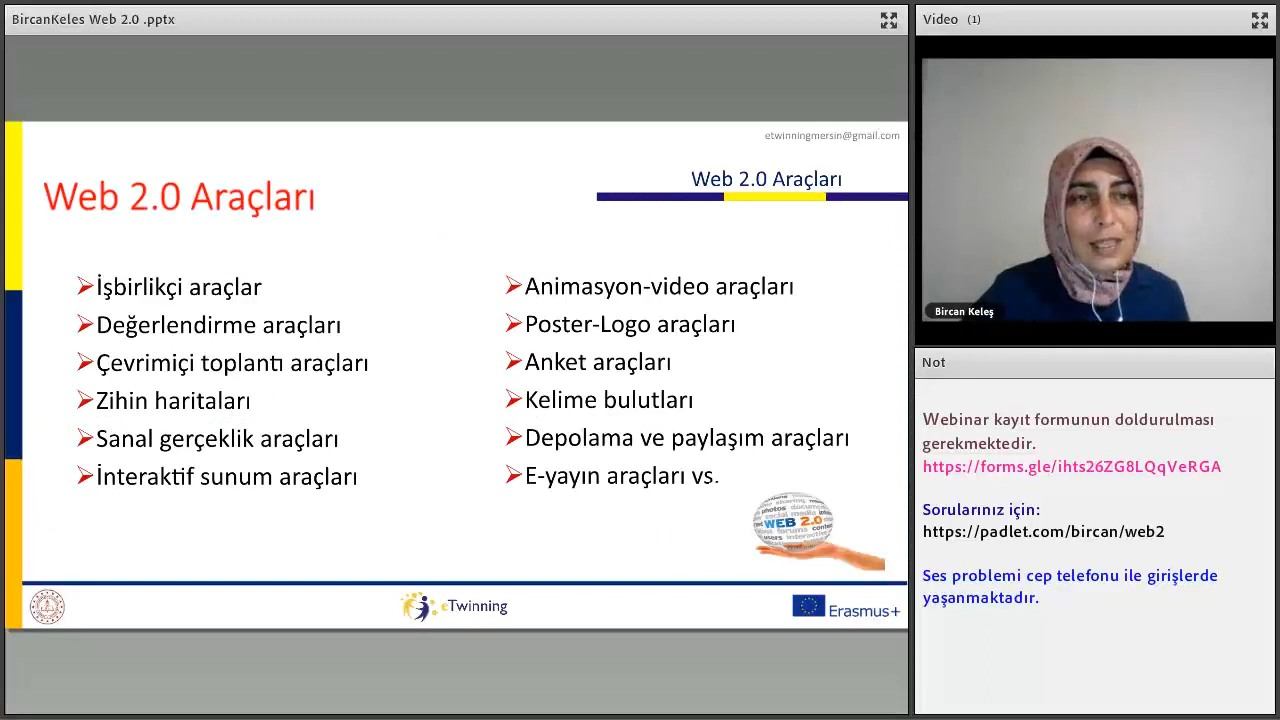 BircanKeles Web 2.0 .pptx
etwinningmersin@gmail.com
Web 2.0 Araçları
Web 2.0 Araçları
İşbirlikçi araçlar
Değerlendirme araçları
Çevrimiçi toplantı araçları
Zihin haritaları
Sanal gerçeklik araçları
İnteraktif sunum araçları
Animasyon-video araçları
Poster-Logo araçları
Anket araçları
Kelime bulutları
Depolama ve paylaşım araçları
E-yayın araçları vs.
WEB 2.0
eTwinning
Erasmus+
Video (1)
Bircan Keleş
Not
Webinar kayıt formunun doldurulması
gerekmektedir.
https://forms.gle/ihts26ZG8LQqVeRGA
Sorularınız için:
https://padlet.com/bircan/web2
Ses problemi cep telefonu ile girişlerde
yaşanmaktadır.